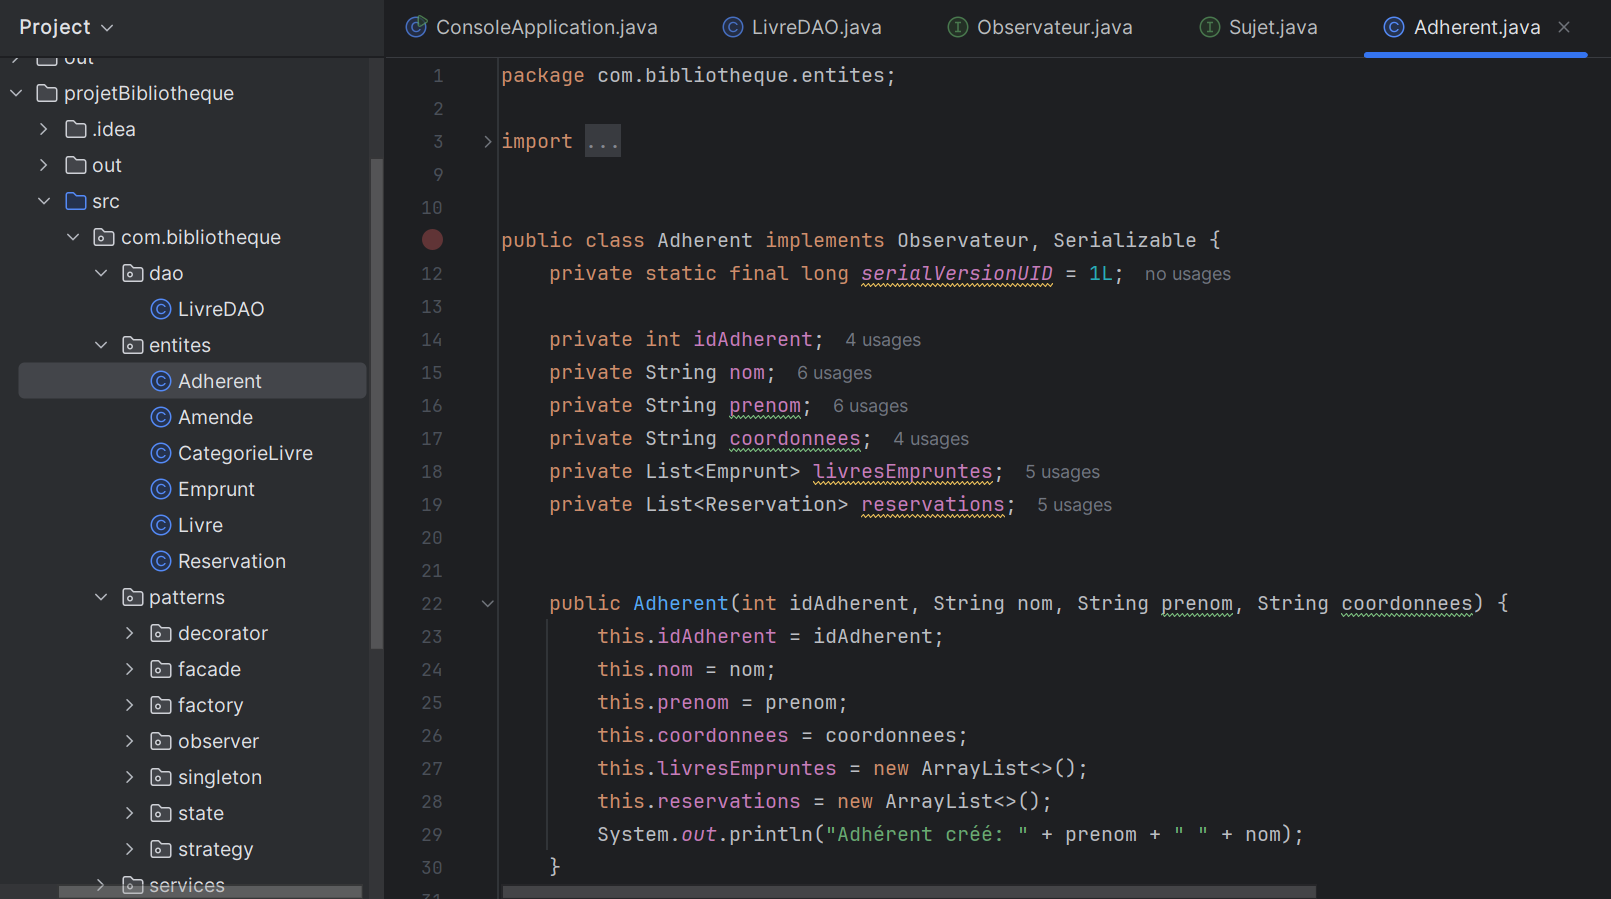 Project
out
projetBibliotheque
.idea
out
src
com.bibliotheque
dao
LivreDAO
entites
Adherent
Amende
CategorieLivre
Emprunt
Livre
Reservation
patterns
decorator
facade
factory
observer
singleton
state
strategy
services
ConsoleApplication.java LivreDAO.java Observateur.java Sujet.java Adherent.java
1 package com.bibliotheque.entites;
2
3 import ...
9
10
public class Adherent implements Observateur, Serializable {
12 private static final long serialVersionUID = 1L; no usages
13
14 private int idAdherent; 4 usages
15 private String nom; 6 usages
16 private String prenom; 6 usages
17 private String coordonnees; 4 usages
18 private List<Emprunt> livresEmpruntes; 5 usages
19 private List<Reservation> reservations; 5 usages
20
21
22 public Adherent(int idAdherent, String nom, String prenom, String coordonnees) {
23 this.idAdherent = idAdherent;
24 this.nom = nom;
25 this.prenom = prenom;
26 this.coordonnees = coordonnees;
27 this.livresEmpruntes = new ArrayList<>();
28 this.reservations = new ArrayList<>();
29 System.out.println("Adhérent créé: " + prenom + " " + nom);
30 }
31